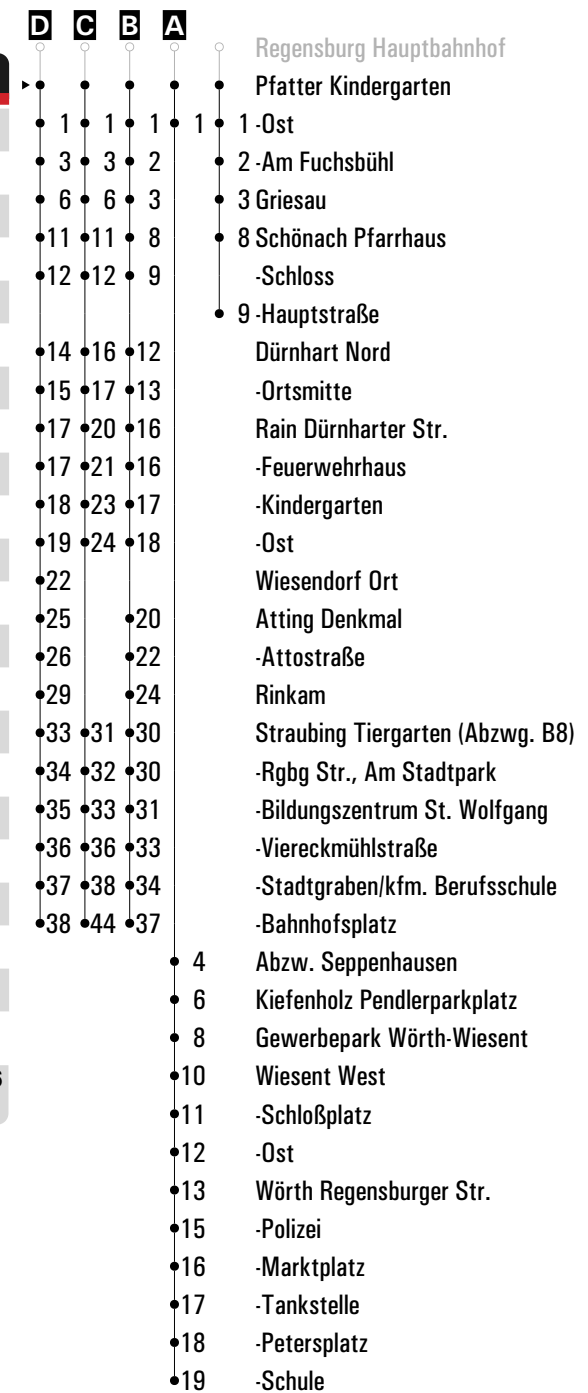 D C B A
Regensburg Hauptbahnhof
Pfatter Kindergarten
1 1 1 1 1 -Ost
3 3 2 2 -Am Fuchsbühl
6 6 3 3 Griesau
11 11 8 8 Schönach Pfarrhaus
12 12 9 -Schloss
9 -Hauptstraße
14 16 12 Dürnhart Nord
15 17 13 -Ortsmitte
17 20 16 Rain Dürnharter Str.
17 21 16 -Feuerwehrhaus
18 23 17 -Kindergarten
19 24 18 -Ost
22 Wiesendorf Ort
25 20 Atting Denkmal
26 22 -Attostraße
29 24 Rinkam
33 31 30 Straubing Tiergarten (Abzwg. B8)
34 32 30 -Rgbg Str., Am Stadtpark
35 33 31 -Bildungszentrum St. Wolfgang
36 36 33 -Viereckmühlstraße
37 38 34 -Stadtgraben/kfm. Berufsschule
38 44 37 -Bahnhofsplatz
4 Abzw. Seppenhausen
6 Kiefenholz Pendlerparkplatz
8 Gewerbepark Wörth-Wiesent
10 Wiesent West
11 -Schloßplatz
12 -Ost
13 Wörth Regensburger Str.
15 -Polizei
16 -Marktplatz
17 -Tankstelle
18 -Petersplatz
19 -Schule